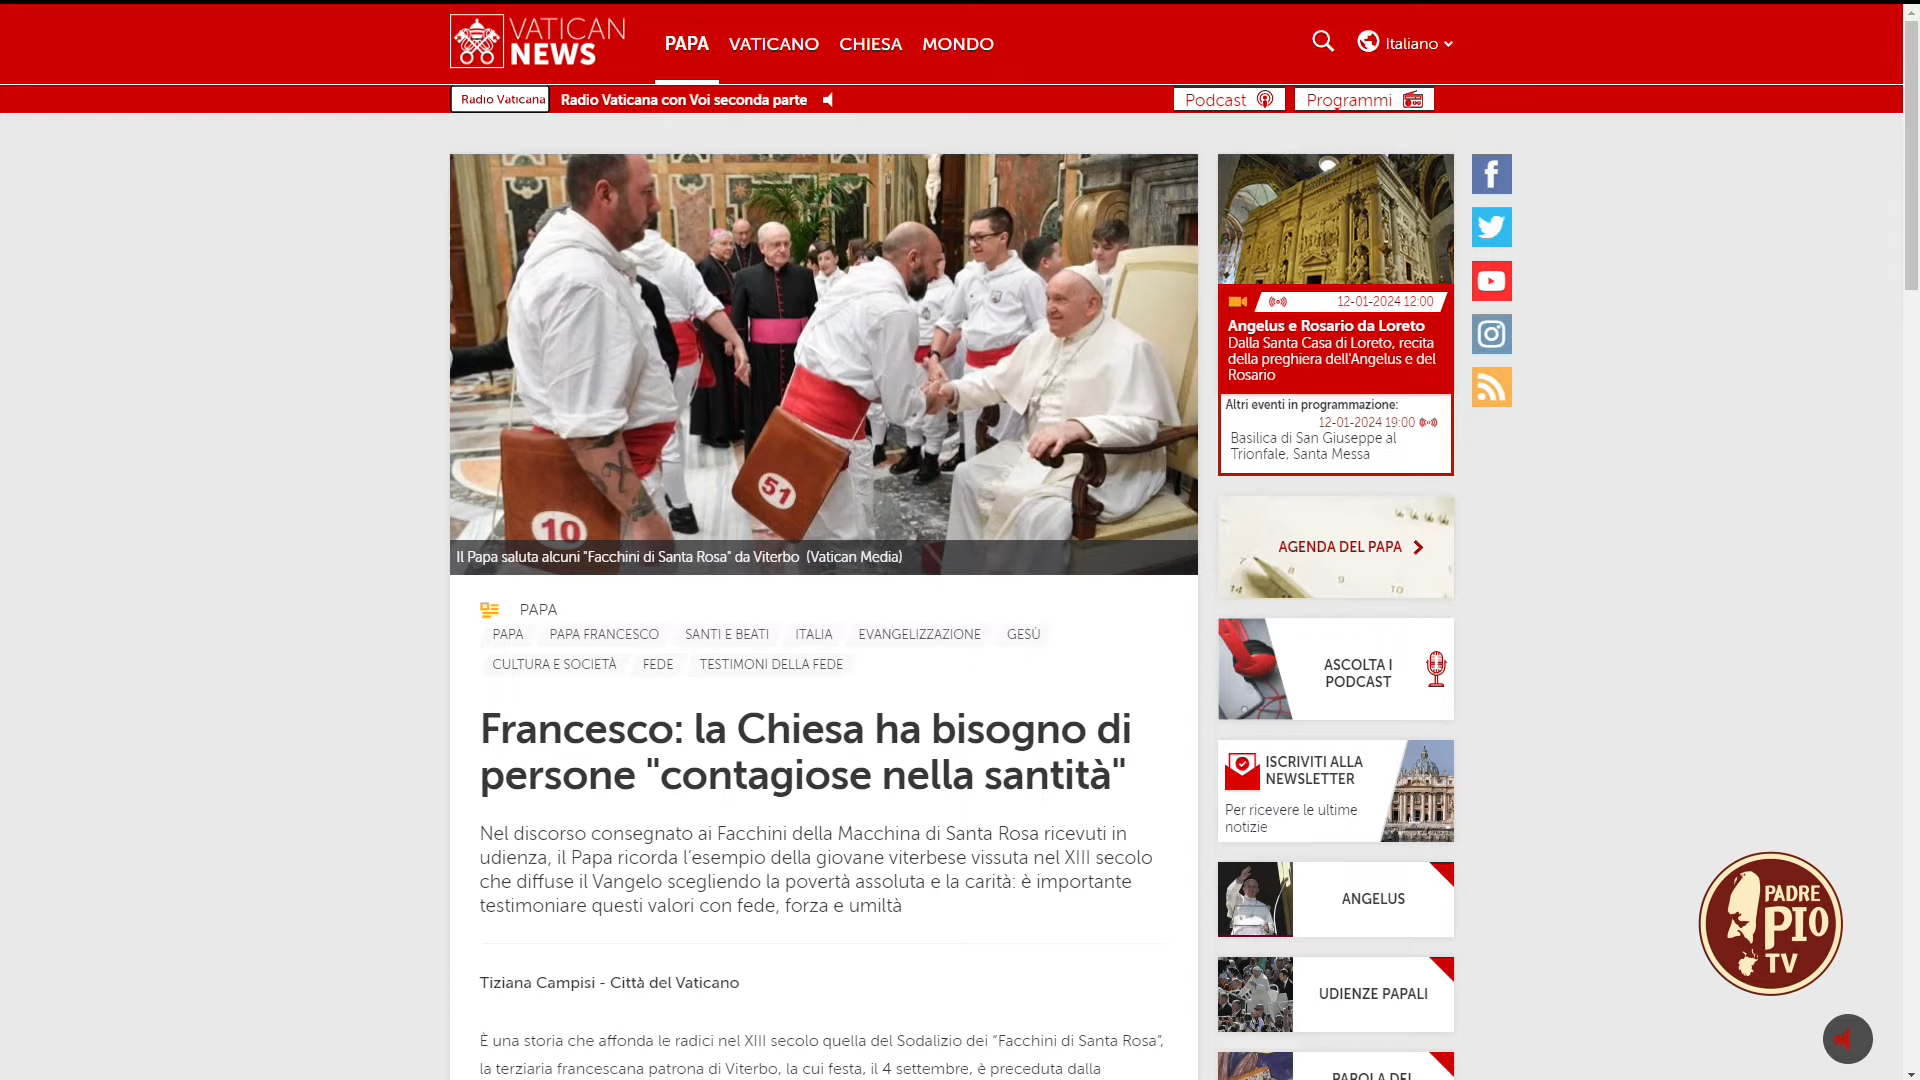 VATICAN
NEWS
PAPA
VATICANO
CHIESA
MONDO
Italiano
Radio Vaticana
Radio Vaticana con Voi seconda parte
Podcast
Programmi
10
51
Il Papa saluta alcuni "Facchini di Santa Rosa" da Viterbo (Vatican Media)
PAPA
PAPA
PAPA FRANCESCO
SANTI E BEATI
ITALIA
EVANGELIZZAZIONE
GESÙ
CULTURA E SOCIETÀ
FEDE
TESTIMONI DELLA FEDE
Francesco: la Chiesa ha bisogno di
persone "contagiose nella santità"
Nel discorso consegnato ai Facchini della Macchina di Santa Rosa ricevuti in
udienza, il Papa ricorda l’esempio della giovane viterbese vissuta nel XIII secolo
che diffuse il Vangelo scegliendo la povertà assoluta e la carità: è importante
testimoniare questi valori con fede, forza e umiltà
Tiziana Campisi - Città del Vaticano
È una storia che affonda le radici nel XIII secolo quella del Sodalizio dei “Facchini di Santa Rosa”,
la terziaria francescana patrona di Viterbo, la cui festa, il 4 settembre, è preceduta dalla
12-01-2024 12:00
Angelus e Rosario da Loreto
Dalla Santa Casa di Loreto, recita
della preghiera dell'Angelus e del
Rosario
Altri eventi in programmazione:
12-01-2024 19:00
Basilica di San Giuseppe al
Trionfale, Santa Messa
AGENDA DEL PAPA
14
8
9
10
ASCOLTA I
PODCAST
ISCRIVITI ALLA
NEWSLETTER
Per ricevere le ultime
notizie
ANGELUS
UDIENZE PAPALI
PAROLA DEL
PADRE
PIO
TV